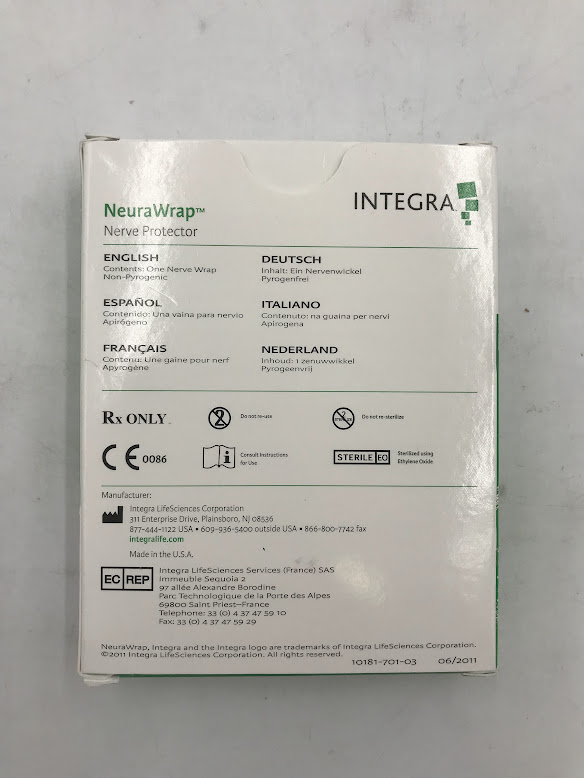 INTEGRA
NeuraWrap™
Nerve Protector
ENGLISH
Contents: One Nerve Wrap
Non-Pyrogenic
DEUTSCH
Inhalt: Ein Nervenwickel
Pyrogenfrei
ESPAÑOL
Contenido: Una vaina para nervio
Apirógeno
ITALIANO
Contenuto: na guaina per nervi
Apirogena
FRANÇAIS
Contenu: Une gaine pour nerf
Apyrogène
NEDERLAND
Inhoud: 1 zenuwwikkel
Pyrogeenvrij
Rx ONLY
2
Do not re-use
2
STERILIZE
Do not re-sterilize
CE 0086
i
Consult Instructions
for Use
STERILE EO
Sterilized using
Ethylene Oxide
Manufacturer:
Integra LifeSciences Corporation
311 Enterprise Drive, Plainsboro, NJ 08536
877-444-1122 USA • 609-936-5400 outside USA • 866-800-7742 fax
integralife.com
Made in the U.S.A.
EC REP
Integra LifeSciences Services (France) SAS
Immeuble Sequoia 2
97 allée Alexandre Borodine
Parc Technologique de la Porte des Alpes
69800 Saint Priest–France
Telephone: 33 (0) 4 37 47 59 10
Fax: 33 (0) 4 37 47 59 29
NeuraWrap, Integra and the Integra logo are trademarks of Integra LifeSciences Corporation.
©2011 Integra LifeSciences Corporation. All rights reserved.
10181-701-03 06/2011